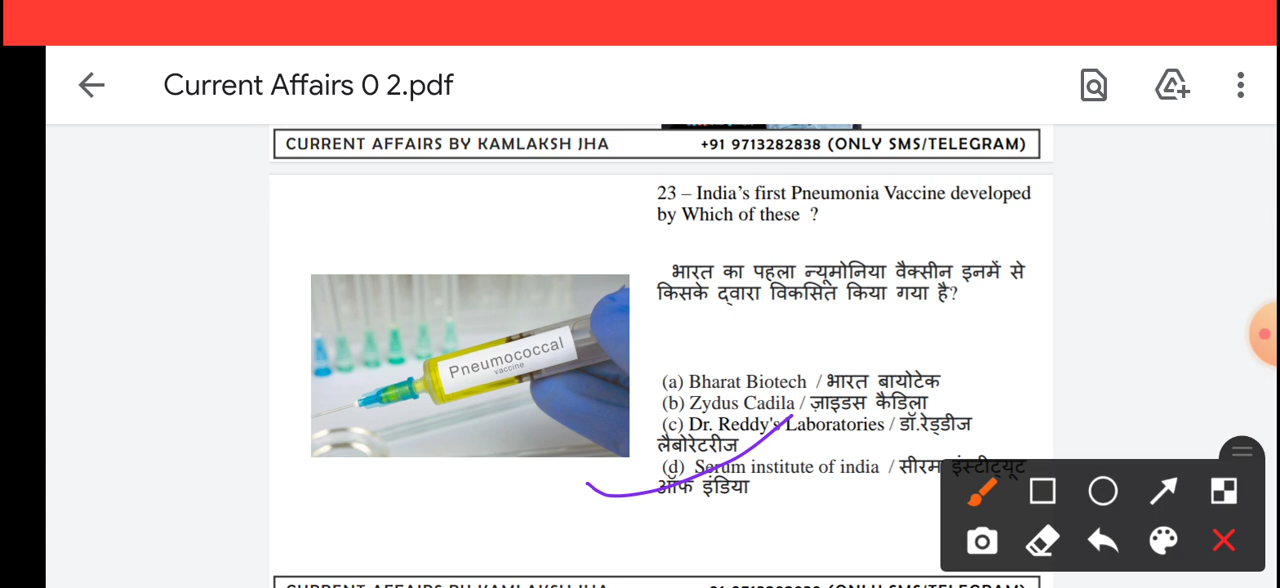 Current Affairs 0 2.pdf
CURRENT AFFAIRS BY KAMLAKSH JHA +91 9713282838 (ONLY SMS/TELEGRAM)
23 – India's first Pneumonia Vaccine developed
by Which of these ?
भारत का पहला न्यूमोनिया वैक्सीन इनमें से
किसके द्वारा विकसित किया गया है?
Pneumococcal
vaccine
(a) Bharat Biotech / भारत बायोटेक
(b) Zydus Cadila / ज़ाइडस कैडिला
(c) Dr. Reddy's Laboratories / डॉ.रेड्डीज
लैबोरेटरीज
(d) Serum institute of india / सीरम इंस्टीट्यूट
ऑफ इंडिया